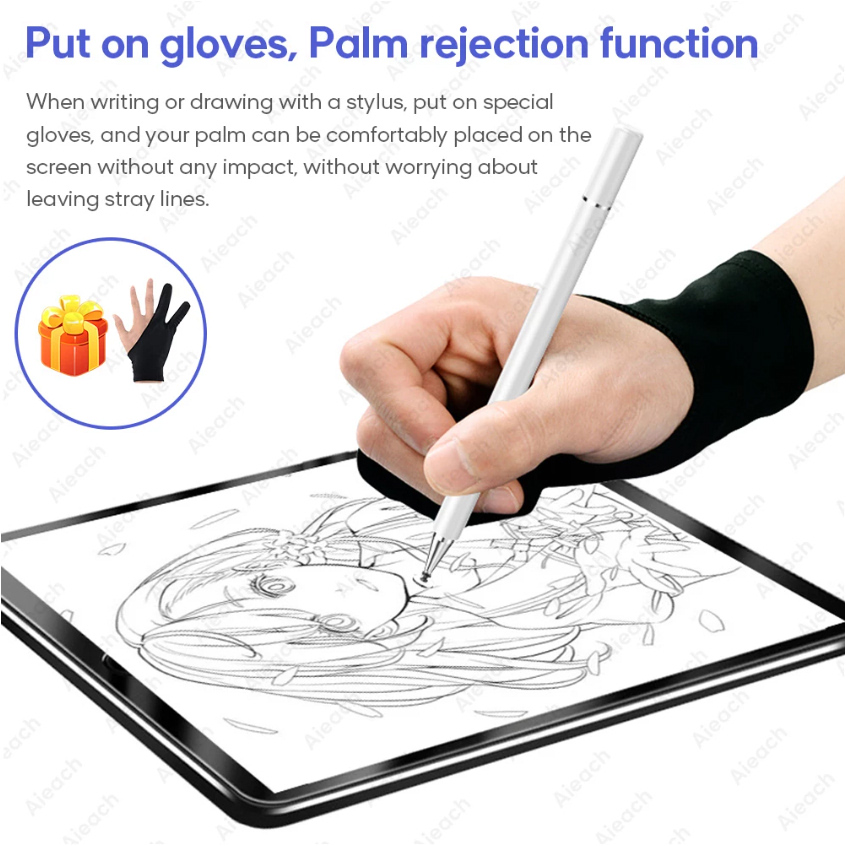 Put on gloves, Palm rejection function
When writing or drawing with a stylus, put on special
gloves, and your palm can be comfortably placed on the
screen without any impact, without worrying about
leaving stray lines.
Aieach